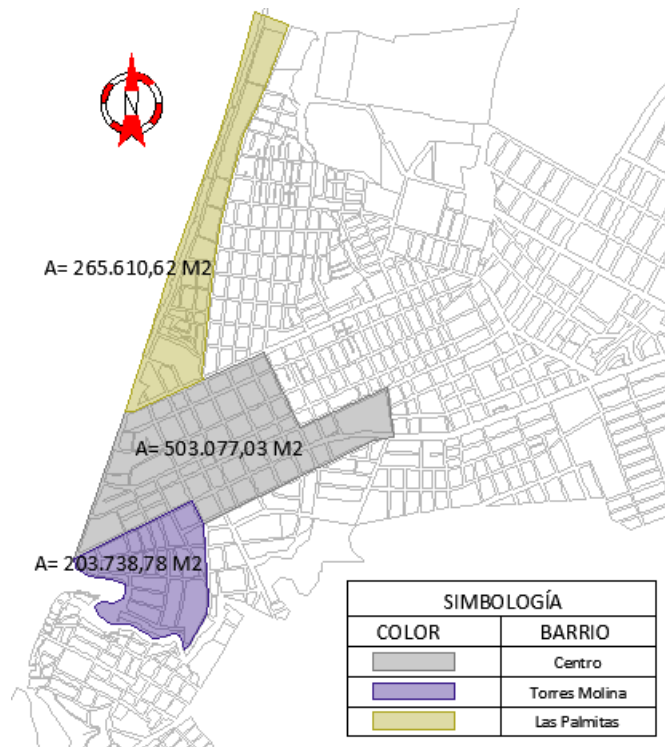 N
A= 265.610,62 M2
A= 503.077,03 M2
A= 203.738,78 M2
SIMBOLOGÍA
COLOR BARRIO
Centro
Torres Molina
Las Palmitas